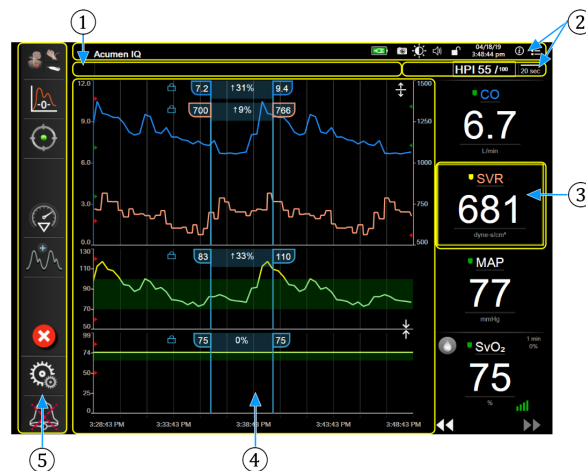 1
2
Acumen IQ
04/18/19
3:48:44 pm
HPI 55 /100
20 sec
-0-
12.0
9.0
6.0
3.0
0.0
7.2 ↑31% 9.4
700 ↑9% 766
1500
1250
1000
750
500
CO
6.7
L/min
SVR
681
dyne-s/cm⁵
3
130
110
90
70
50
83 ↑33% 110
MAP
77
mmHg
99
74
50
25
0
75 0% 75
SvO₂
1 min
0%
75
%
3:28:43 PM 3:33:43 PM 3:38:43 PM 3:43:43 PM 3:48:43 PM
5
4